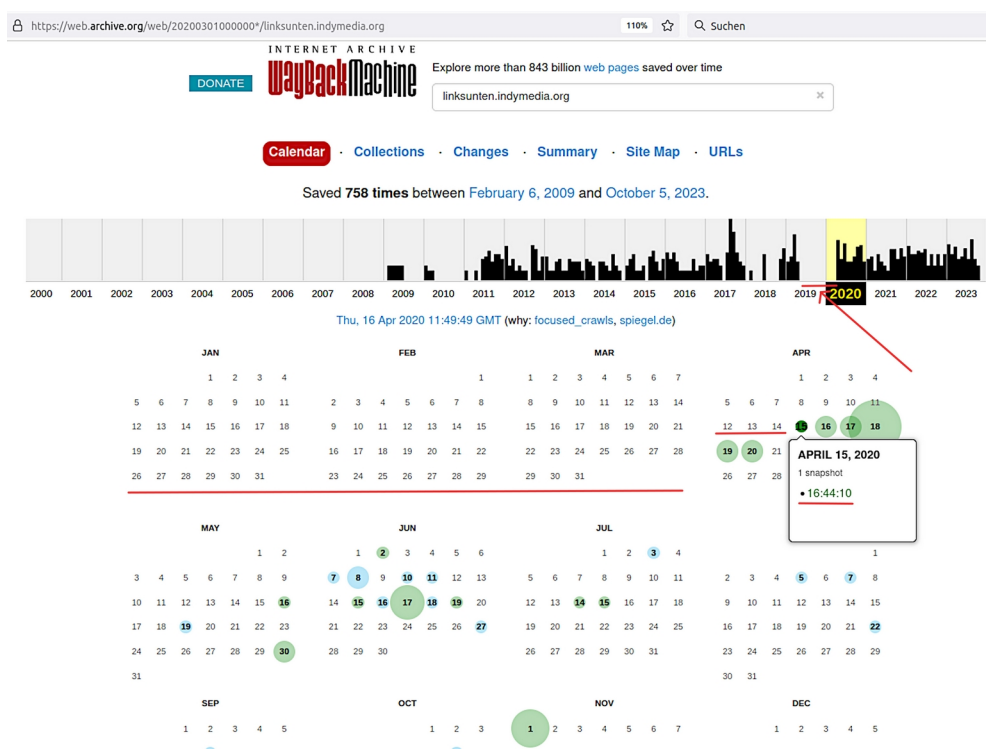 https://web.archive.org/web/20200301000000*/linksunten.indymedia.org 110% Suchen
INTERNET ARCHIVE
DONATE WayBackMachine Explore more than 843 billion web pages saved over time
linksunten.indymedia.org ×
Calendar · Collections · Changes · Summary · Site Map · URLs
Saved 758 times between February 6, 2009 and October 5, 2023.
2000 2001 2002 2003 2004 2005 2006 2007 2008 2009 2010 2011 2012 2013 2014 2015 2016 2017 2018 2019 2020 2021 2022 2023
Thu, 16 Apr 2020 11:49:49 GMT (why: focused_crawls, spiegel.de)
JAN FEB MAR APR
1 2 3 4 1 1 2 3 4 5 6 7 1 2 3 4
5 6 7 8 9 10 11 2 3 4 5 6 7 8 8 9 10 11 12 13 14 5 6 7 8 9 10 11
12 13 14 15 16 17 18 9 10 11 12 13 14 15 15 16 17 18 19 20 21 12 13 14 15 16 17 18
19 20 21 22 23 24 25 16 17 18 19 20 21 22 22 23 24 25 26 27 28 19 20 21
26 27 28 29 30 31 23 24 25 26 27 28 29 29 30 31 26 27 28
APRIL 15, 2020
1 snapshot
• 16:44:10
MAY JUN JUL
1 2 1 2 3 4 5 6 1 2 3 4 1
3 4 5 6 7 8 9 7 8 9 10 11 12 13 5 6 7 8 9 10 11 2 3 4 5 6 7 8
10 11 12 13 14 15 16 14 15 16 17 18 19 20 12 13 14 15 16 17 18 9 10 11 12 13 14 15
17 18 19 20 21 22 23 21 22 23 24 25 26 27 19 20 21 22 23 24 25 16 17 18 19 20 21 22
24 25 26 27 28 29 30 28 29 30 26 27 28 29 30 31 23 24 25 26 27 28 29
31 30 31
SEP OCT NOV DEC
1 2 3 4 5 1 2 3 1 2 3 4 5 6 7 1 2 3 4 5